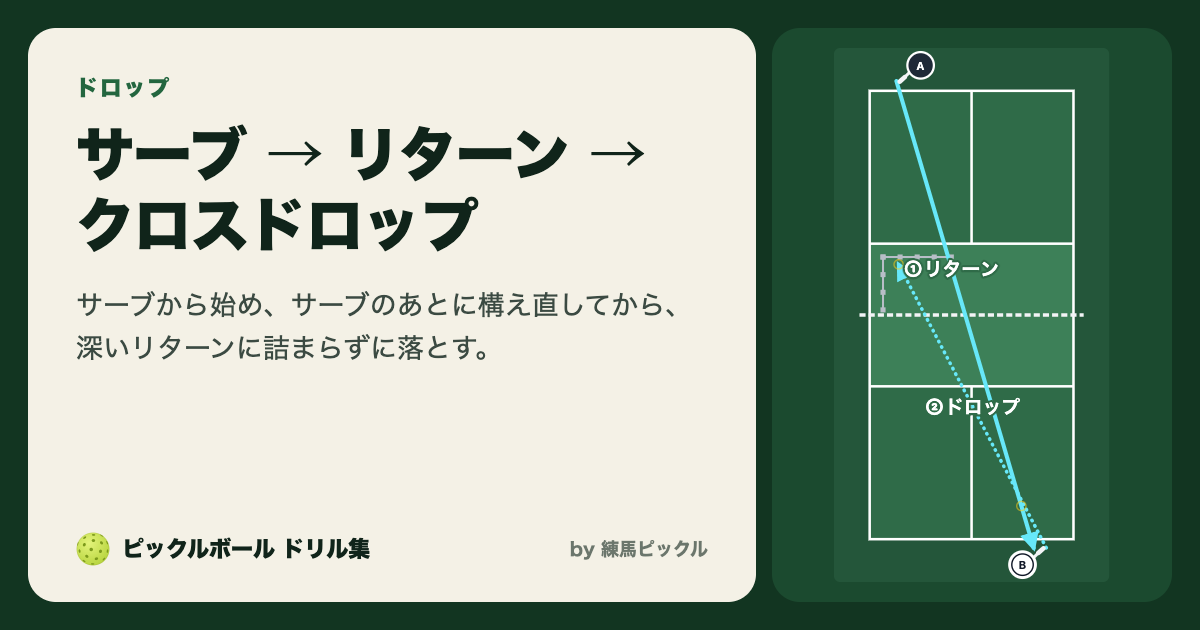 ドロップ
サーブ → リターン →
クロスドロップ
サーブから始め、サーブのあとに構え直してから、
深いリターンに詰まらずに落とす。
ピックルボール ドリル集
by 練馬ピックル
A
①リターン
②ドロップ
B